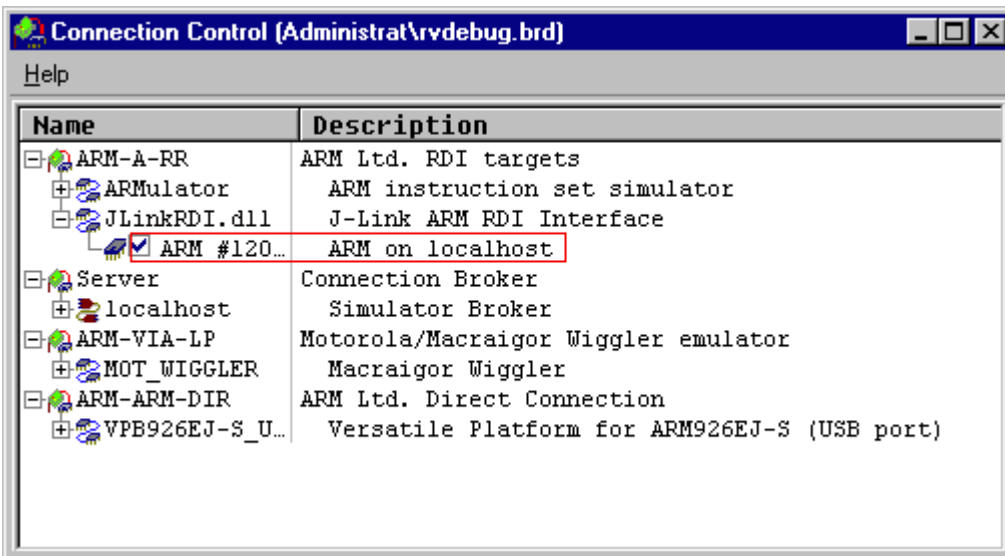 Connection Control (Administrat\rvdebug.brd)
Help
Name Description
ARM-A-RR ARM Ltd. RDI targets
ARMulator ARM instruction set simulator
JLinkRDI.dll J-Link ARM RDI Interface
ARM #120… ARM on localhost
Server Connection Broker
localhost Simulator Broker
ARM-VIA-LP Motorola/Macraigor Wiggler emulator
MOT_WIGGLER Macraigor Wiggler
ARM-ARM-DIR ARM Ltd. Direct Connection
VPB926EJ-S_U… Versatile Platform for ARM926EJ-S (USB port)